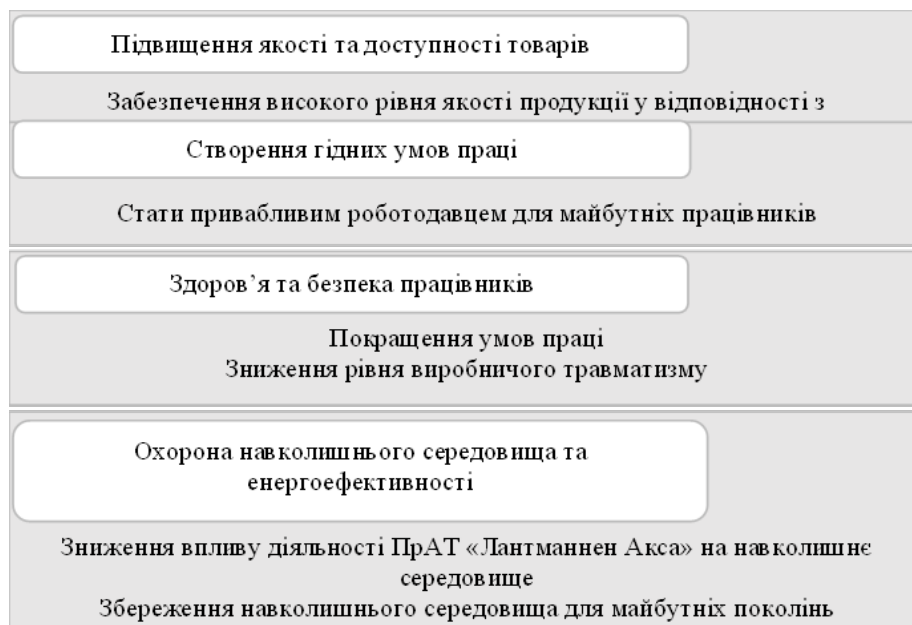 Підвищення якості та доступності товарів
Забезпечення високого рівня якості продукції у відповідності з
Створення гідних умов праці
Стати привабливим роботодавцем для майбутніх працівників
Здоров’я та безпека працівників
Покращення умов праці
Зниження рівня виробничого травматизму
Охорона навколишнього середовища та
енергоефективності
Зниження впливу діяльності ПрАТ «Лантманнен Акса» на навколишнє
середовище
Збереження навколишнього середовища для майбутніх поколінь